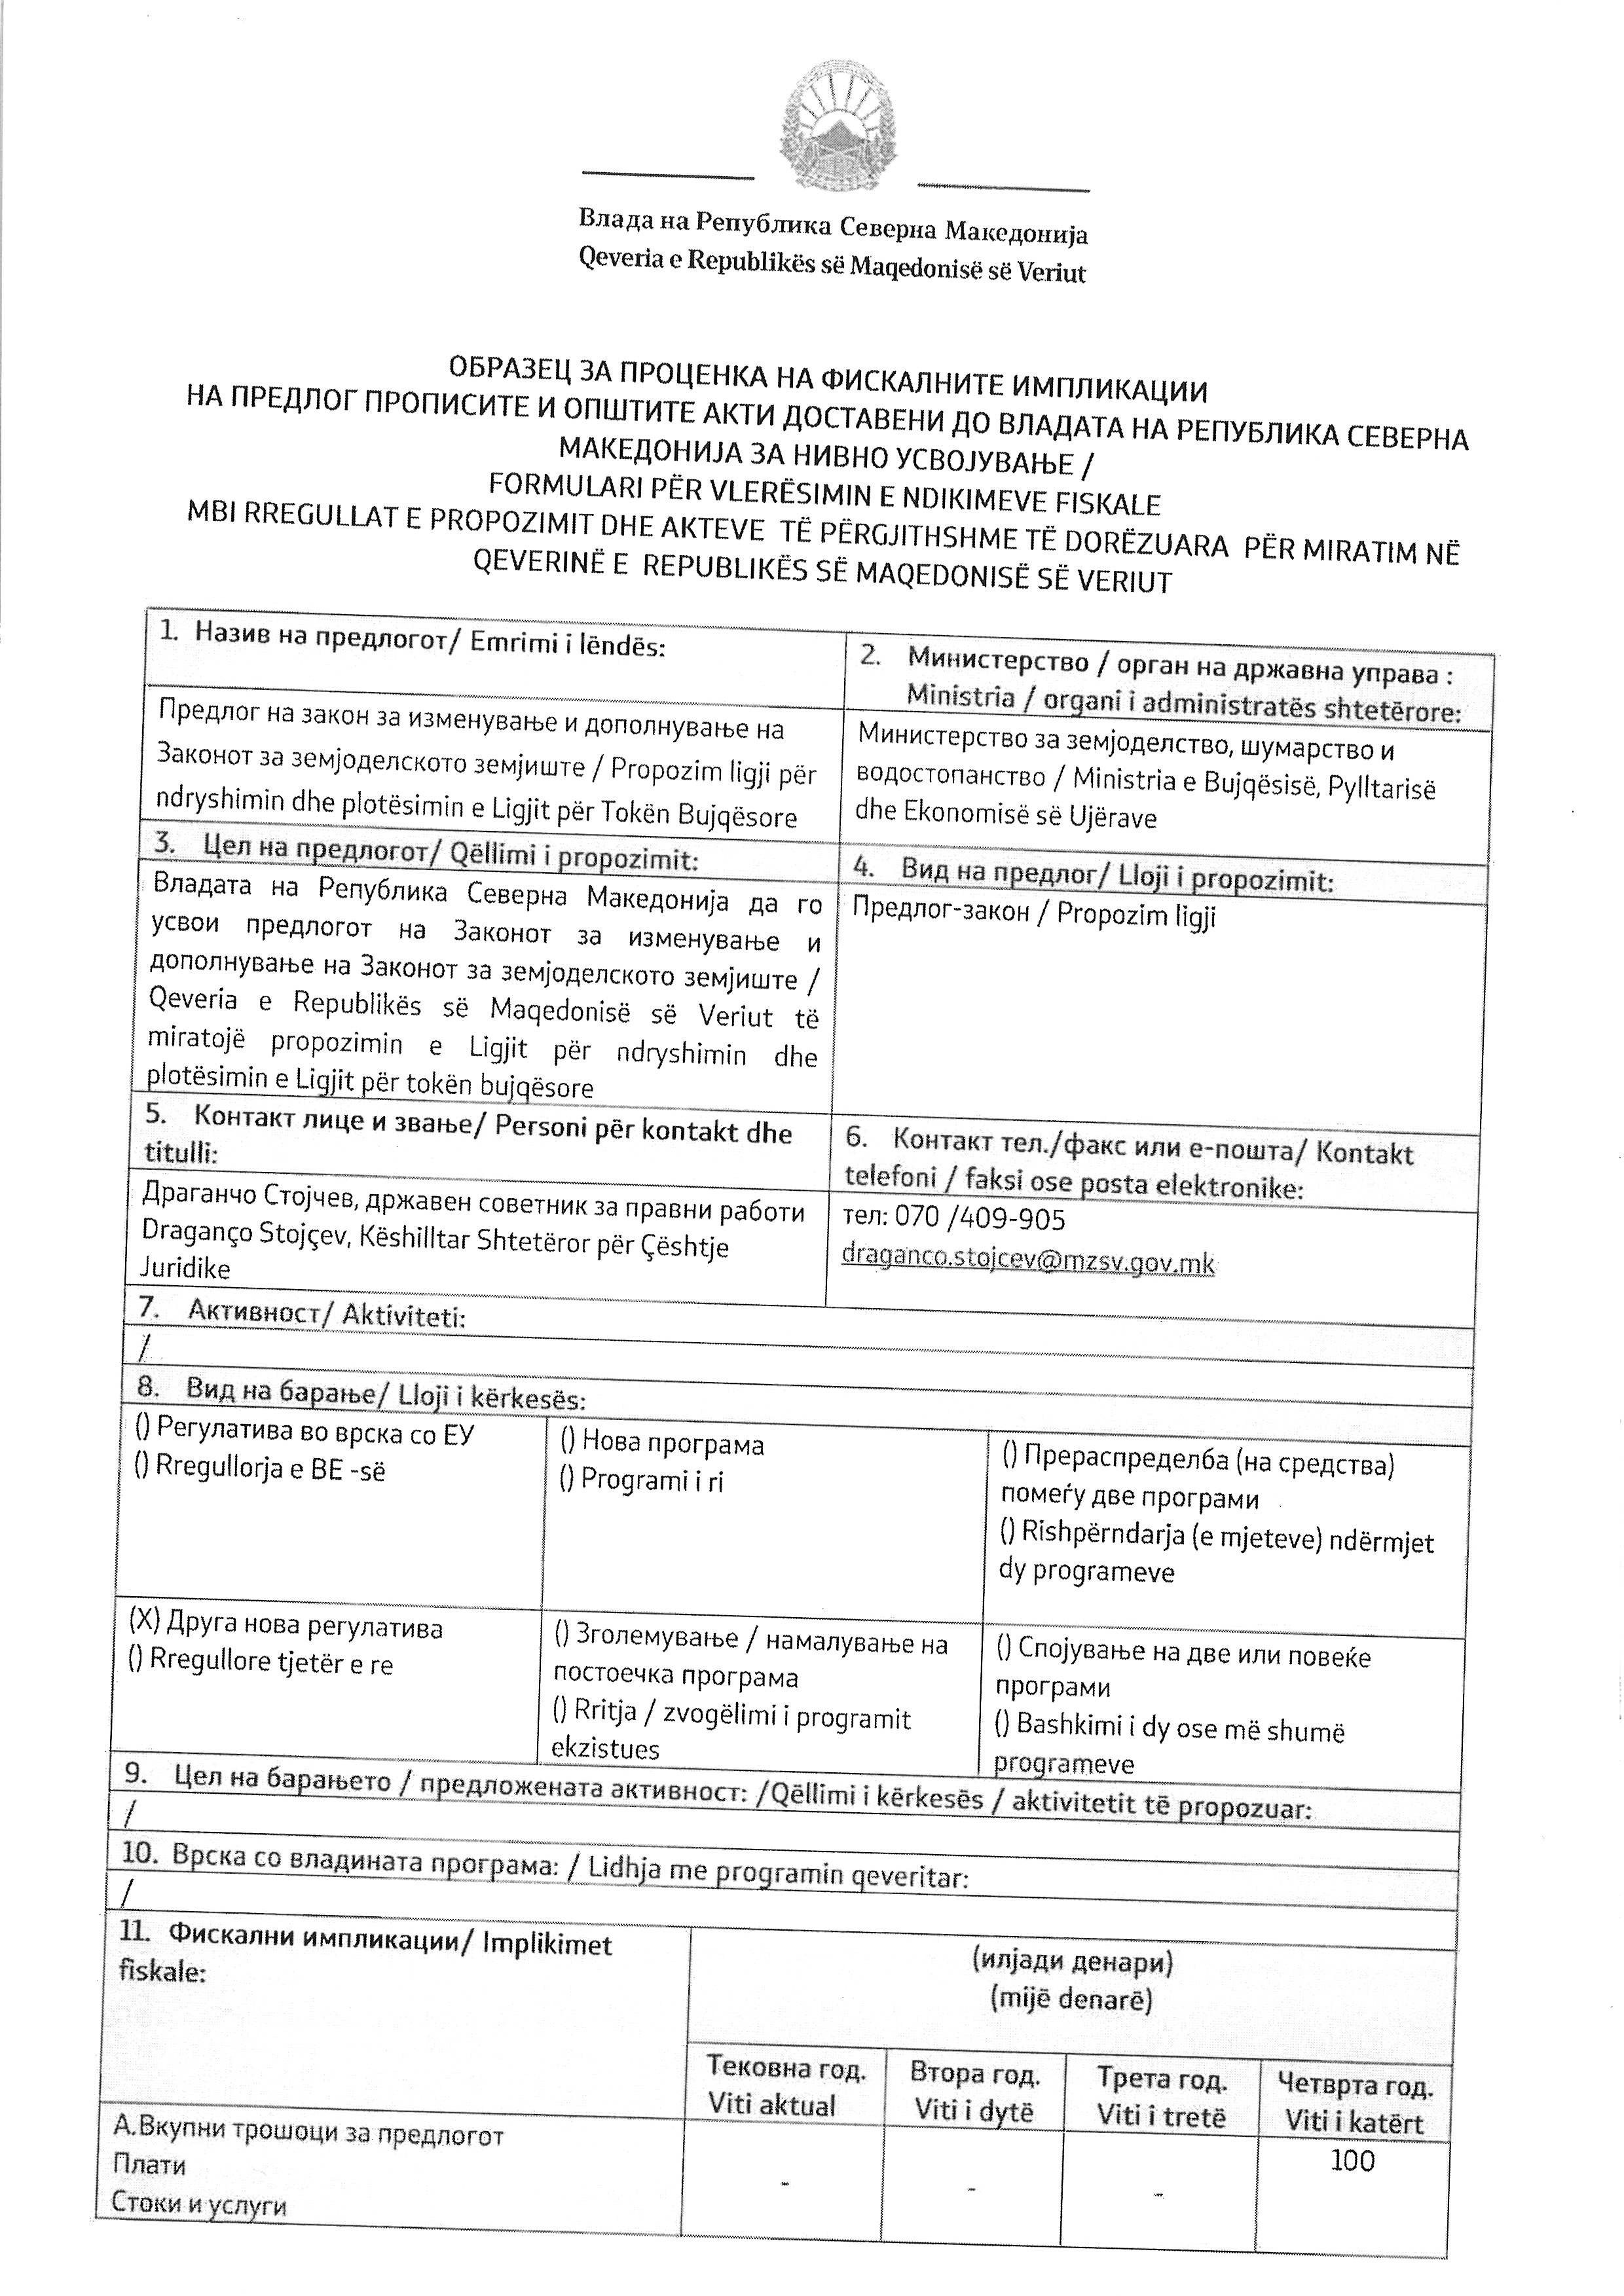 Влада на Република Северна Македонија
Qeveria e Republikës së Maqedonisë së Veriut
ОБРАЗЕЦ ЗА ПРОЦЕНКА НА ФИСКАЛНИТЕ ИМПЛИКАЦИИ
НА ПРЕДЛОГ ПРОПИСИТЕ И ОПШТИТЕ АКТИ ДОСТАВЕНИ ДО ВЛАДАТА НА РЕПУБЛИКА СЕВЕРНА
МАКЕДОНИЈА ЗА НИВНО УСВОЈУВАЊЕ /
FORMULARI PËR VLERËSIMIN E NDIKIMEVE FISKALE
MBI RREGULLAT E PROPOZIMIT DHE AKTEVE TË PËRGJITHSHME TË DORËZUARA PËR MIRATIM NË
QEVERINË E REPUBLIKËS SË MAQEDONISË SË VERIUT
1. Назив на предлогот/ Emrimi i lëndës:
2. Министерство / орган на државна управа :
Ministria / organi i administratës shtetërore:
Предлог на закон за изменување и дополнување на
Законот за земјоделското земјиште / Propozim ligji për
ndryshimin dhe plotësimin e Ligjit për Tokën Bujqësore
Министерство за земјоделство, шумарство и
водостопанство / Ministria e Bujqësisë, Pylltarisë
dhe Ekonomisë së Ujërave
3. Цел на предлогот/ Qëllimi i propozimit:
4. Вид на предлог/ Lloji i propozimit:
Владата на Република Северна Македонија да го
усвои предлогот на Законот за изменување и
дополнување на Законот за земјоделското земјиште /
Qeveria e Republikës së Maqedonisë së Veriut të
miratojë propozimin e Ligjit për ndryshimin dhe
plotësimin e Ligjit për tokën bujqësore
Предлог-закон / Propozim ligji
5. Контакт лице и звање/ Personi për kontakt dhe
titulli:
6. Контакт тел./факс или е-пошта/ Kontakt
telefoni / faksi ose posta elektronike:
Драганчо Стојчев, државен советник за правни работи
Dragançо Stojçev, Këshilltar Shtetëror për Çështje
Juridike
тел: 070 /409-905
draganco.stojcev@mzsv.gov.mk
7. Активност/ Aktiviteti:
/
8. Вид на барање/ Lloji i kërkesës:
() Регулатива во врска со ЕУ
() Rregullorja e BE -së
() Нова програма
() Programi i ri
() Прераспределба (на средства)
помеѓу две програми
() Rishpërndarja (e mjeteve) ndërmjet
dy programeve
(X) Друга нова регулатива
() Rregullore tjetër e re
() Зголемување / намалување на
постоечка програма
() Rritja / zvogëlimi i programit
ekzistues
() Спојување на две или повеќе
програми
() Bashkimi i dy ose më shumë
programeve
9. Цел на барањето / предложената активност: /Qëllimi i kërkesës / aktivitetit të propozuar:
/
10. Врска со владината програма: / Lidhja me programin qeveritar:
/
11. Фискални импликации/ Implikimet
fiskale:
(илјади денари)
(mijë denarë)
Тековна год.
Viti aktual
Втора год.
Viti i dytë
Трета год.
Viti i tretë
Четврта год.
Viti i katërt
А.Вкупни трошоци за предлогот
Плати
Стоки и услуги
-
-
-
100